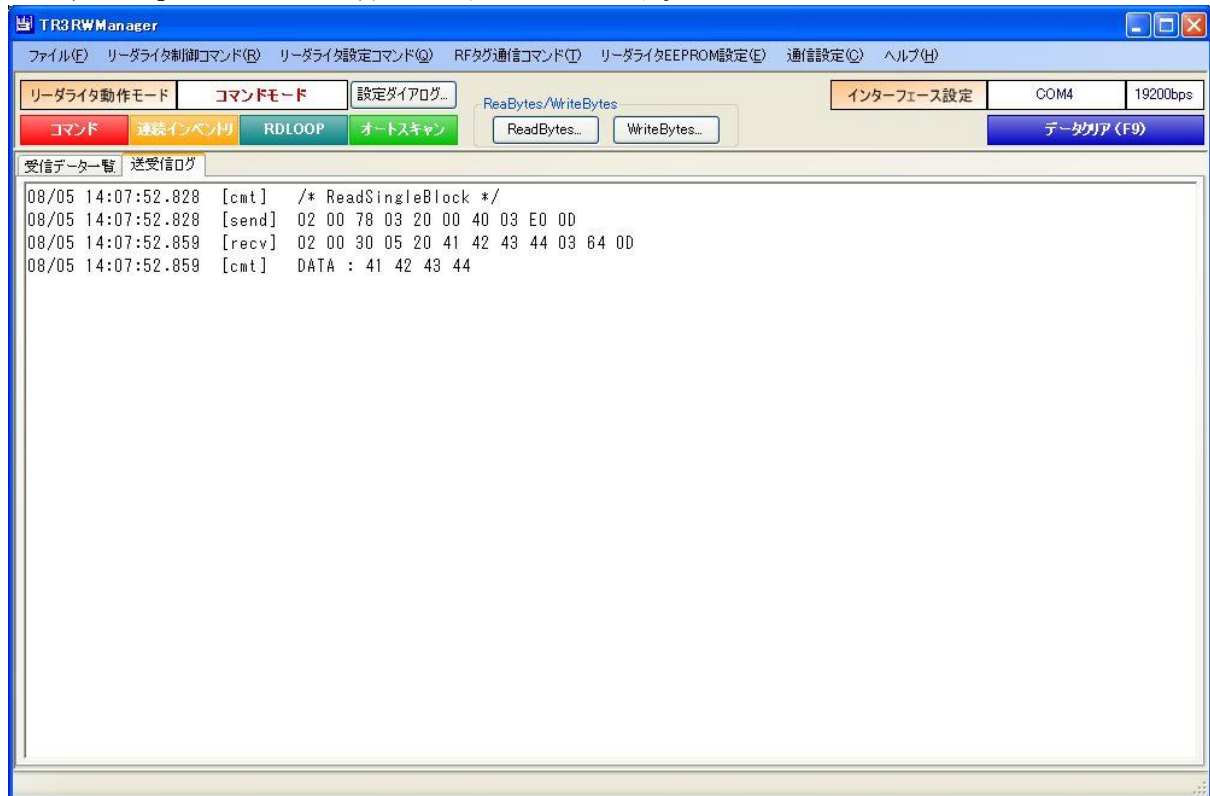 TR3RWManager
ファイル(F) リーダライタ制御コマンド(R) リーダライタ設定コマンド(Q) RFタグ通信コマンド(T) リーダライタEEPROM設定(E) 通信設定(C) ヘルプ(H)
リーダライタ動作モード コマンドモード 設定ダイアログ... ReaBytes/WriteBytes インターフェース設定 COM4 19200bps
コマンド 連続インベントリ RDLOOP オートスキャン ReadBytes... WriteBytes... データクリア(F9)
受信データ一覧 送受信ログ
08/05 14:07:52.828 [cmt] /* ReadSingleBlock */
08/05 14:07:52.828 [send] 02 00 78 03 20 00 40 03 E0 0D
08/05 14:07:52.859 [recv] 02 00 30 05 20 41 42 43 44 03 64 0D
08/05 14:07:52.859 [cmt] DATA : 41 42 43 44